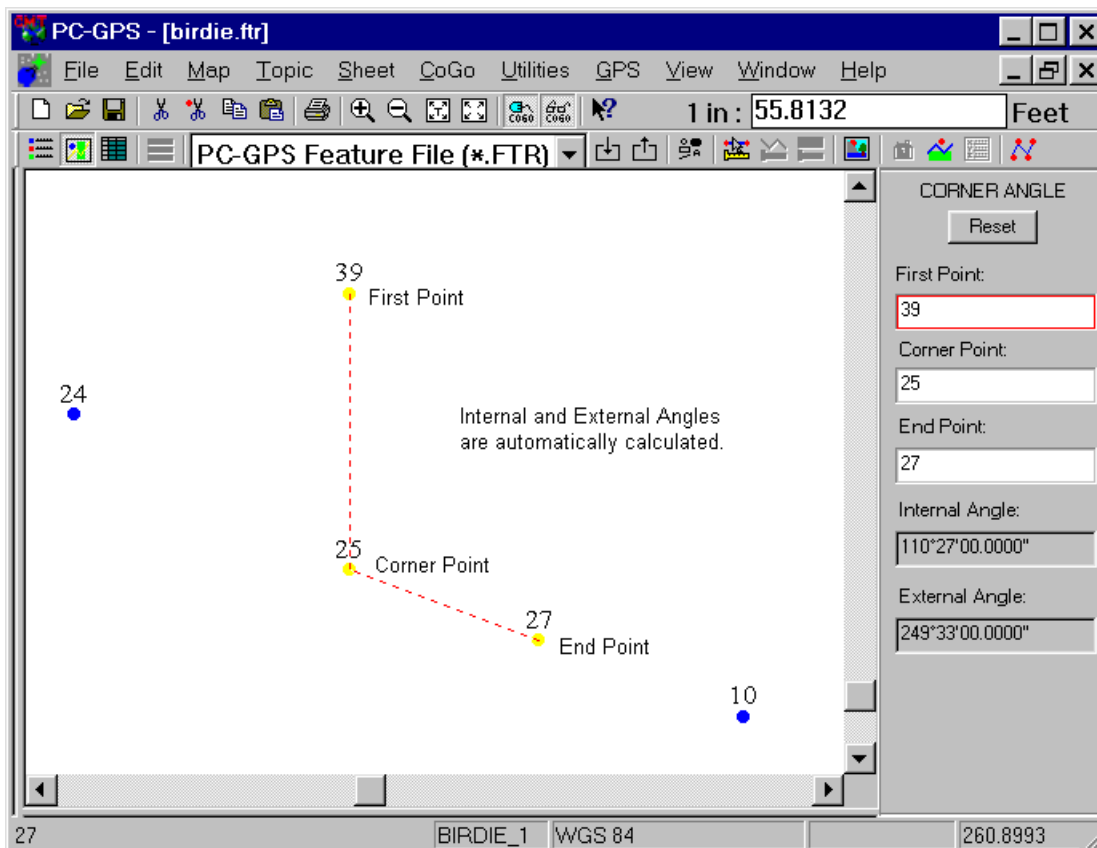 PC-GPS - [birdie.ftr]
File Edit Map Topic Sheet CoGo Utilities GPS View Window Help
COGO COGO 1 in : 55.8132 Feet
PC-GPS Feature File (*.FTR)
CORNER ANGLE
Reset
First Point:
39
Corner Point:
25
End Point:
27
Internal Angle:
110°27'00.0000"
External Angle:
249°33'00.0000"
39
First Point
24
Internal and External Angles
are automatically calculated.
25
Corner Point
27
End Point
10
27 BIRDIE_1 WGS 84 260.8993